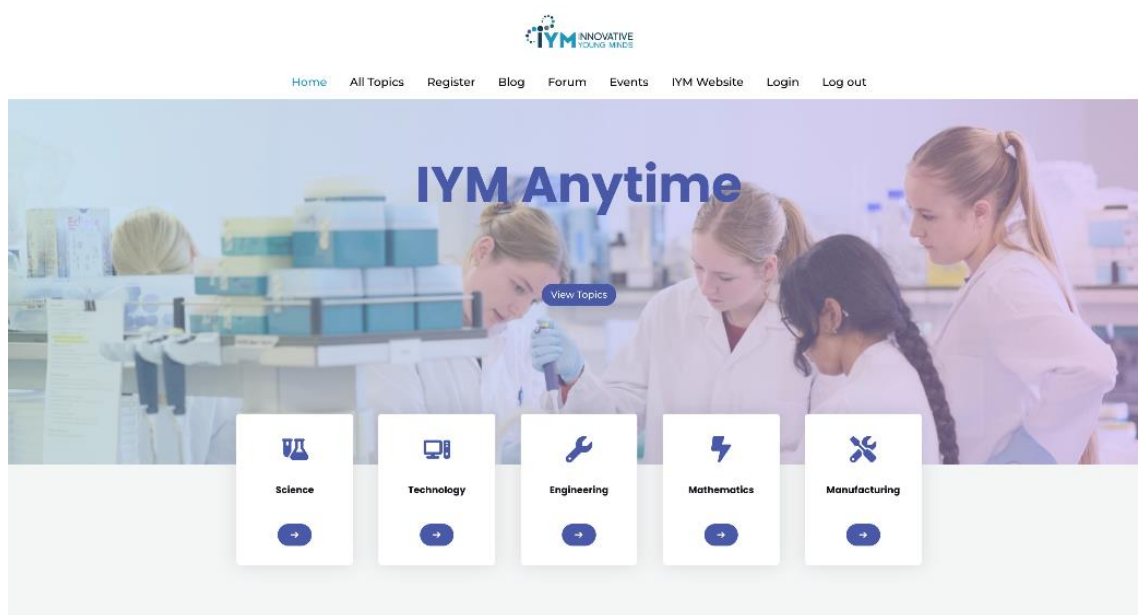 IYM INNOVATIVE
YOUNG MINDS
Home All Topics Register Blog Forum Events IYM Website Login Log out
IYM Anytime
View Topics
Science Technology Engineering Mathematics Manufacturing